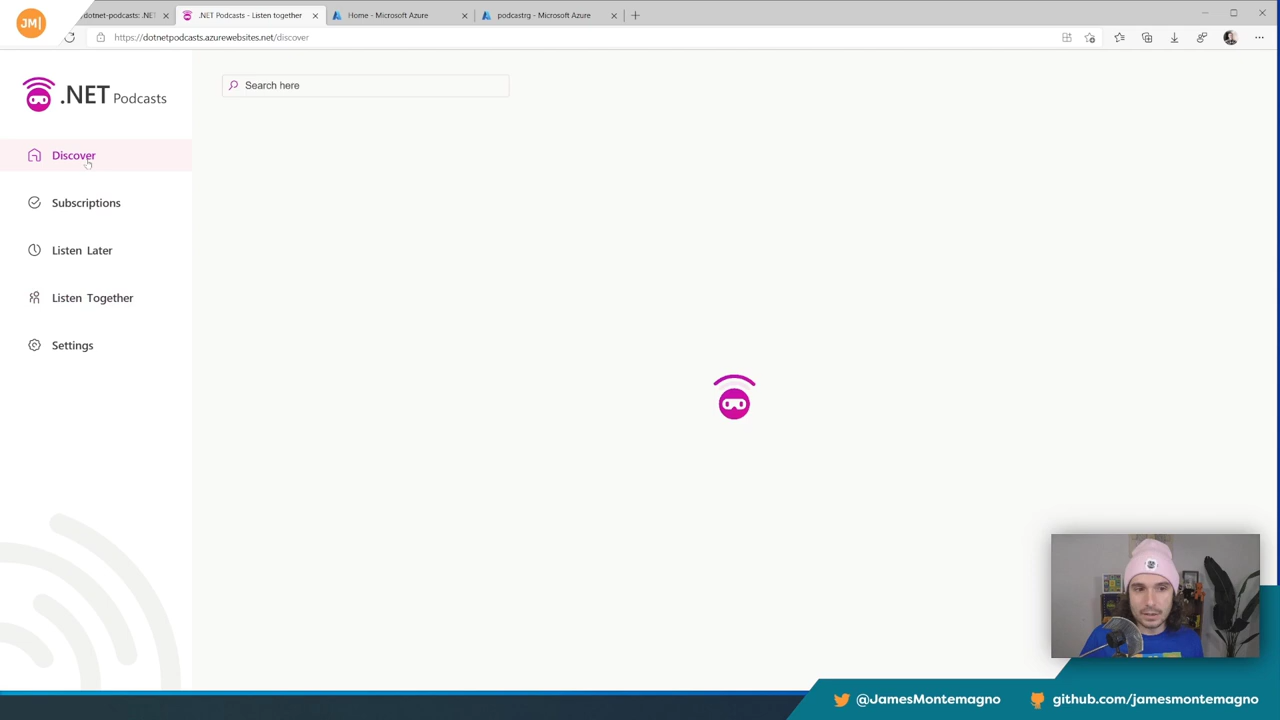 JM|
dotnet-podcasts: .NET
.NET Podcasts - Listen together
Home - Microsoft Azure
podcastrg - Microsoft Azure
https://dotnetpodcasts.azurewebsites.net/discover
.NET Podcasts
Search here
Discover
Subscriptions
Listen Later
Listen Together
Settings
@JamesMontemagno
github.com/jamesmontemagno